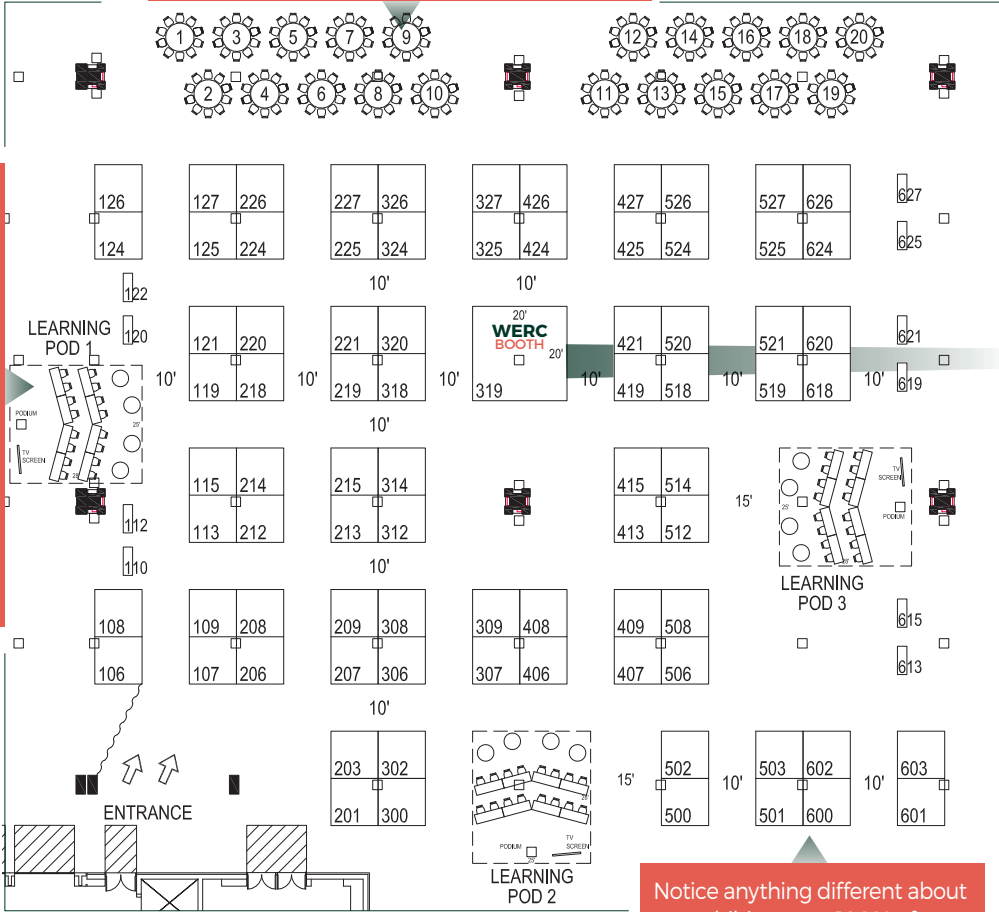 1 3 5 7 9 12 14 16 18 20
2 4 6 8 10 11 13 15 17 19
126 127 226 227 326 327 426 427 526 527 626 627
124 125 224 225 324 325 424 425 524 525 624 625
10' 10'
122
LEARNING
POD 1
120 121 220 221 320 20' 421 520 521 620 621
WERC
BOOTH
20'
10' 119 218 10' 219 318 10' 319 10' 419 518 10' 519 618 10' 619
PODIUM
25'
TV
SCREEN
25'
10'
115 214 215 314 415 514
113 212 213 312 413 512
15'
TV
SCREEN
25'
PODIUM
25'
LEARNING
POD 3
112
110
10'
108 109 208 209 308 309 408 409 508 615
106 107 206 207 306 307 406 407 506 613
10'
203 302 502 503 602 603
201 300 500 501 600 601
15' 10' 10'
ENTRANCE
25'
PODIUM
TV
SCREEN
25'
LEARNING
POD 2
Notice anything different about